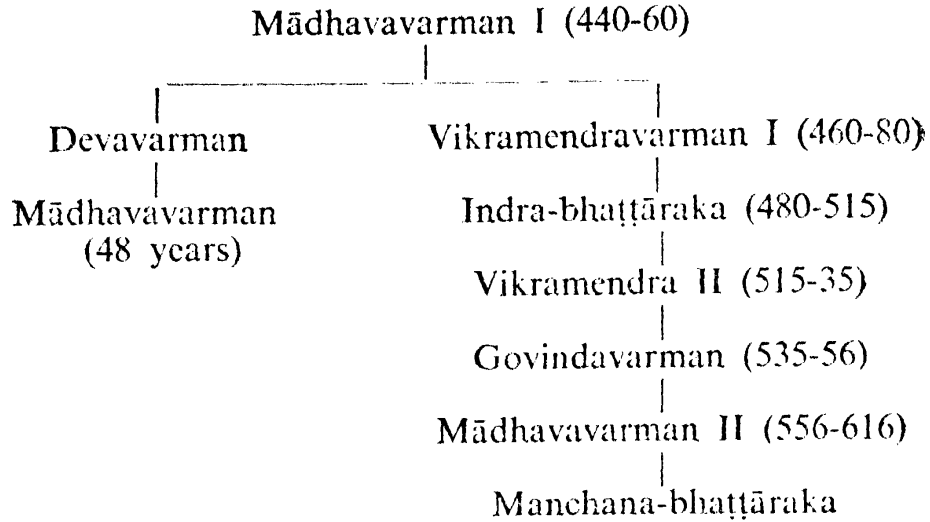 Mādhavavarman I (440-60)
Devavarman Vikramendravarman I (460-80)
Mādhavavarman Indra-bhaṭṭāraka (480-515)
(48 years)
Vikramendra II (515-35)
Govindavarman (535-56)
Mādhavavarman II (556-616)
Manchana-bhaṭṭāraka